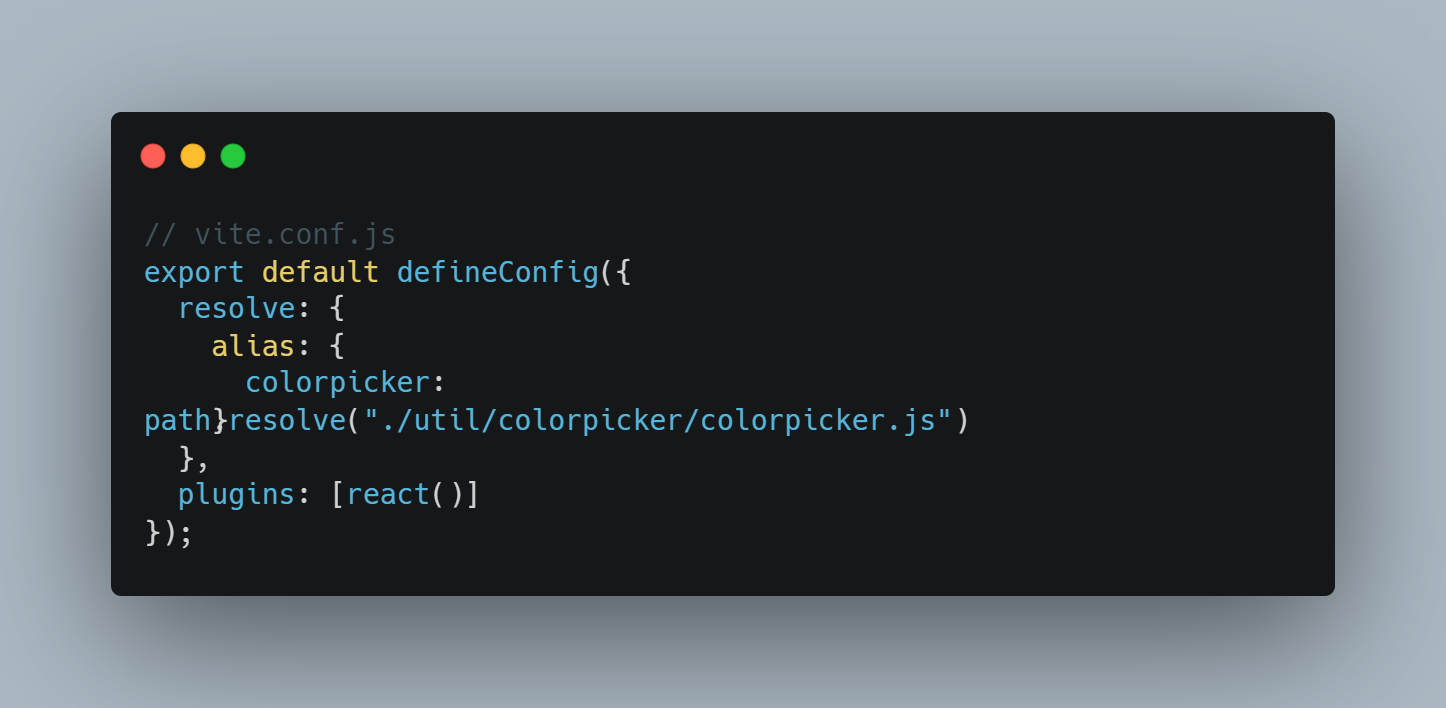 // vite.conf.js
export default defineConfig({
  resolve: {
    alias: {
      colorpicker:
path.resolve("./util/colorpicker/colorpicker.js")
    }
  },
  plugins: [react()]
});